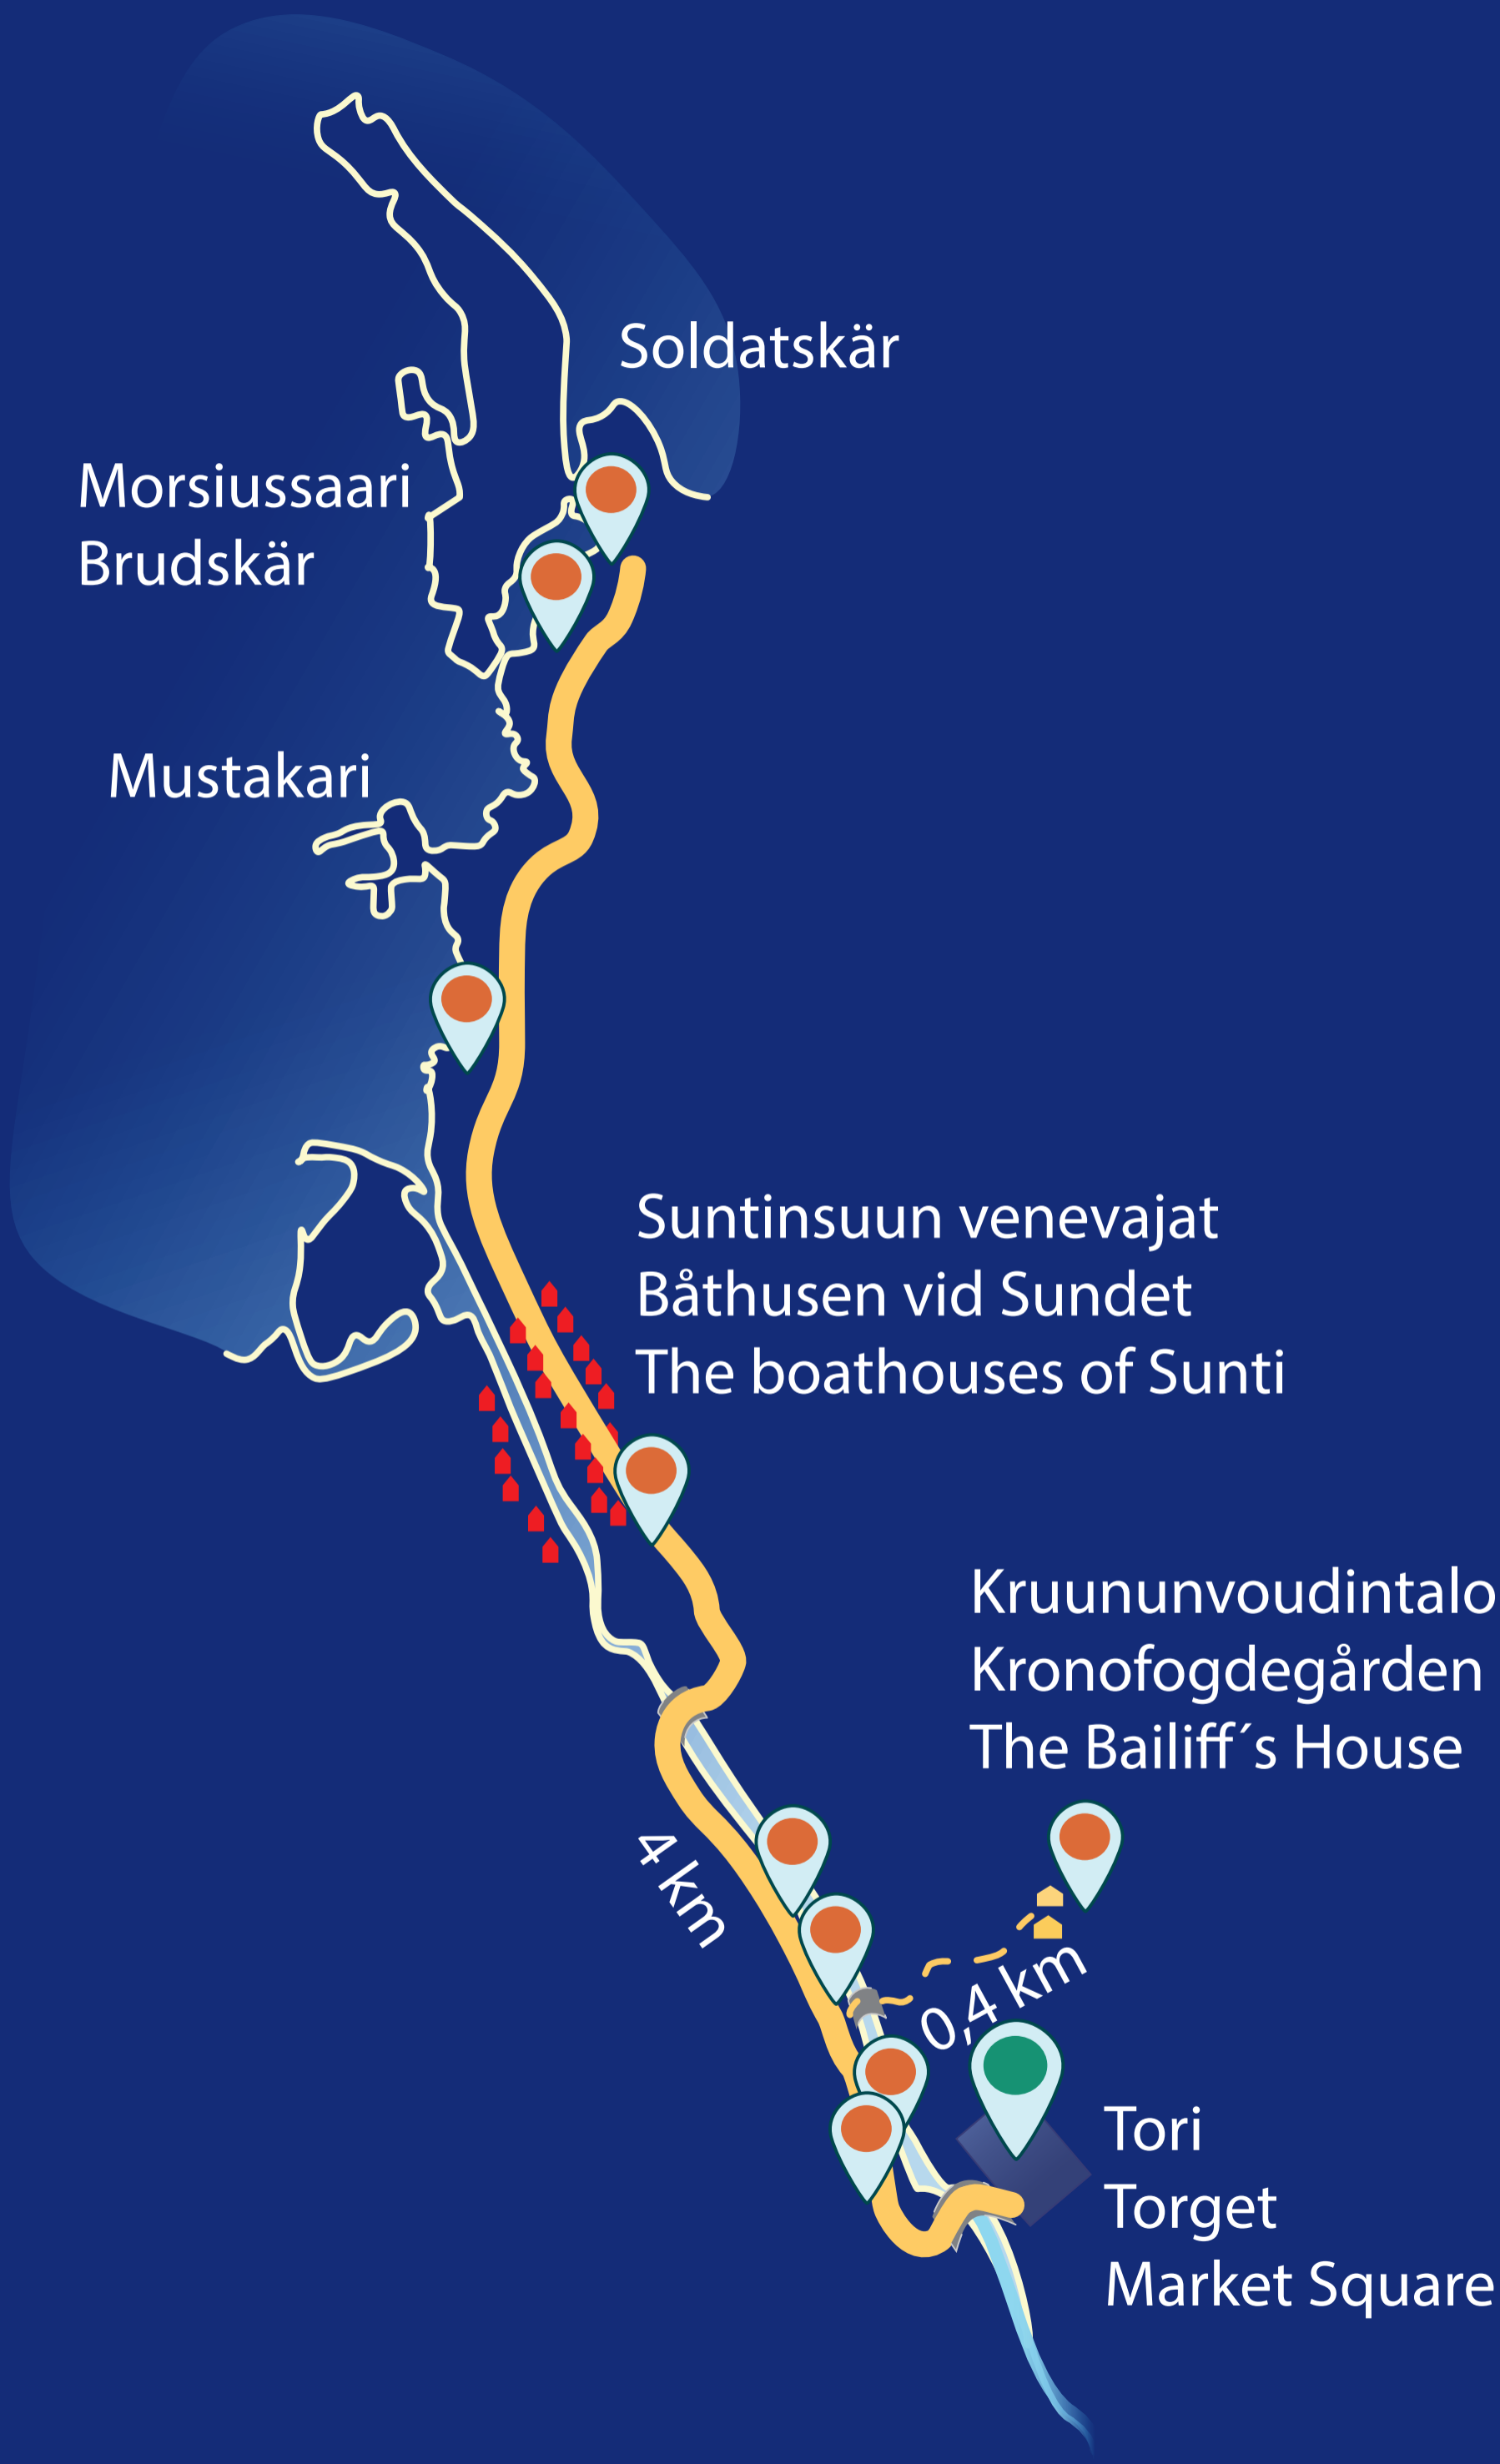 Soldatskär
Morsiussaari
Brudskär
Mustakari
Suntinsuun venevajat
Båthusen vid Sundet
The boathouses of Sunti
Kruununvoudintalo
Kronofogdegården
The Bailiff´s House
4 km
0,4 km
Tori
Torget
Market Square